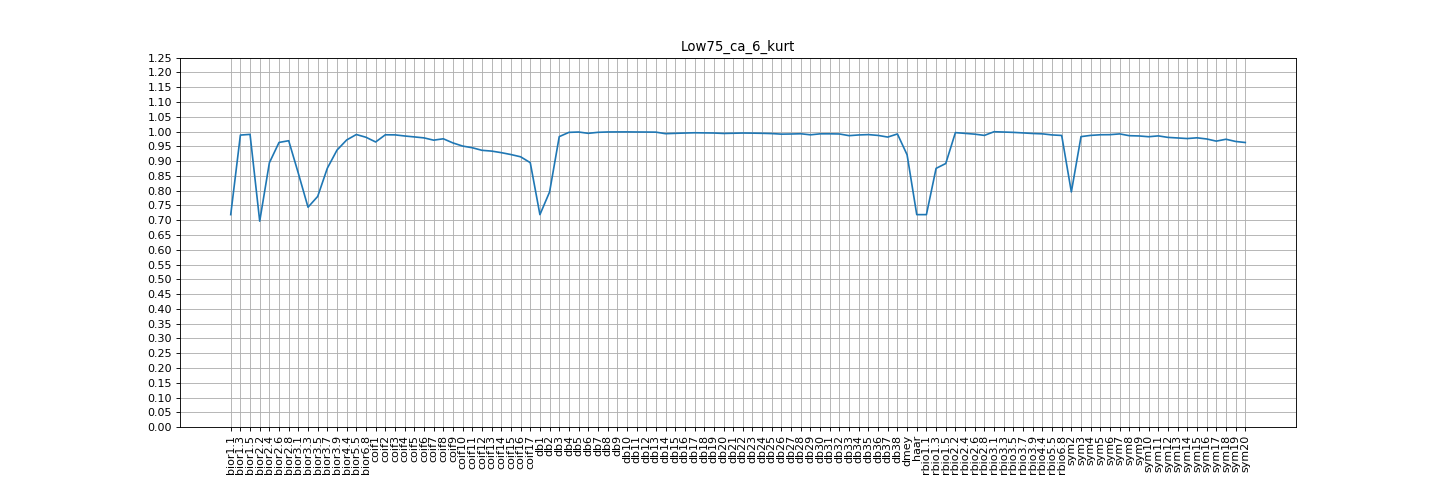 Low75_ca_6_kurt
1.25
1.20
1.15
1.10
1.05
1.00
0.95
0.90
0.85
0.80
0.75
0.70
0.65
0.60
0.55
0.50
0.45
0.40
0.35
0.30
0.25
0.20
0.15
0.10
0.05
0.00
bior1.1
bior1.3
bior1.5
bior2.2
bior2.4
bior2.6
bior2.8
bior3.1
bior3.3
bior3.5
bior3.7
bior3.9
bior4.4
bior5.5
bior6.8
coif1
coif2
coif3
coif4
coif5
coif6
coif7
coif8
coif9
coif10
coif11
coif12
coif13
coif14
coif15
coif16
coif17
db1
db2
db3
db4
db5
db6
db7
db8
db9
db10
db11
db12
db13
db14
db15
db16
db17
db18
db19
db20
db21
db22
db23
db24
db25
db26
db27
db28
db29
db30
db31
db32
db33
db34
db35
db36
db37
db38
dmey
haar
rbio1.1
rbio1.3
rbio1.5
rbio2.2
rbio2.4
rbio2.6
rbio2.8
rbio3.1
rbio3.3
rbio3.5
rbio3.7
rbio3.9
rbio4.4
rbio5.5
rbio6.8
sym2
sym3
sym4
sym5
sym6
sym7
sym8
sym9
sym10
sym11
sym12
sym13
sym14
sym15
sym16
sym17
sym18
sym19
sym20